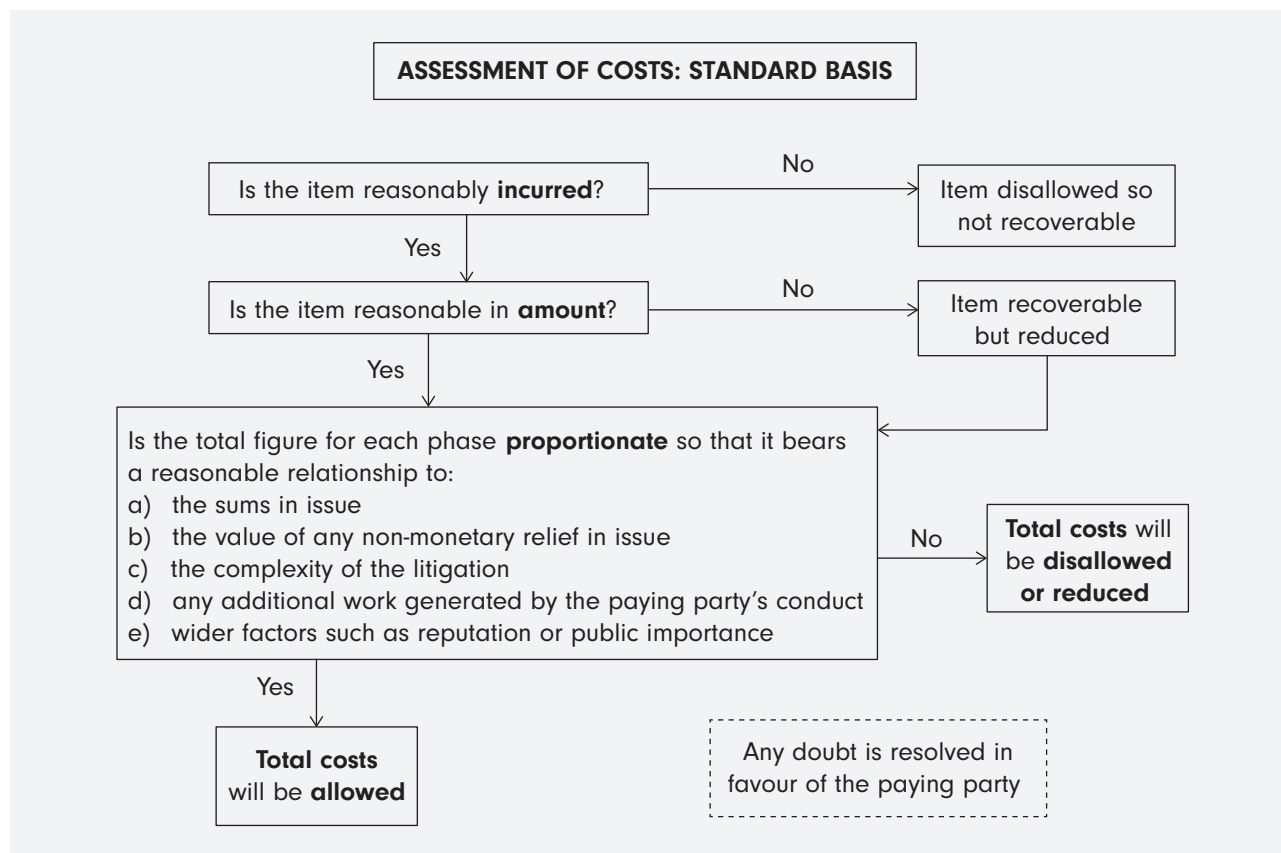 ASSESSMENT OF COSTS: STANDARD BASIS
Is the item reasonably incurred?
No
Item disallowed so
not recoverable
Yes
Is the item reasonable in amount?
No
Item recoverable
but reduced
Yes
Is the total figure for each phase proportionate so that it bears
a reasonable relationship to:
a) the sums in issue
b) the value of any non-monetary relief in issue
c) the complexity of the litigation
d) any additional work generated by the paying party’s conduct
e) wider factors such as reputation or public importance
No
Total costs will
be disallowed
or reduced
Yes
Total costs
will be allowed
Any doubt is resolved in
favour of the paying party